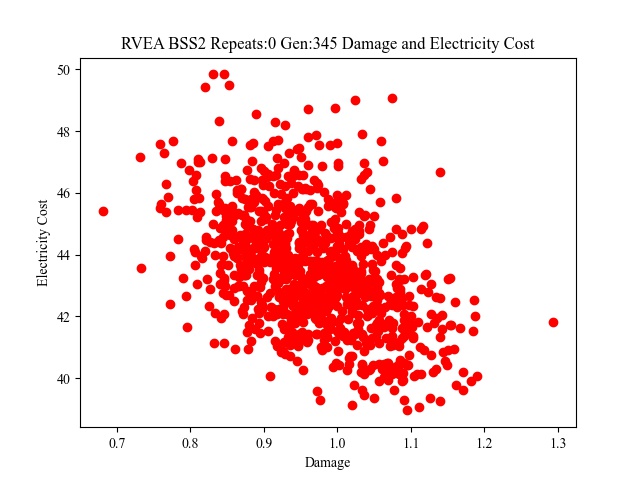 RVEA BSS2 Repeats:0 Gen:345 Damage and Electricity Cost
50
48
46
44
42
40
Electricity Cost
0.7 0.8 0.9 1.0 1.1 1.2 1.3
Damage